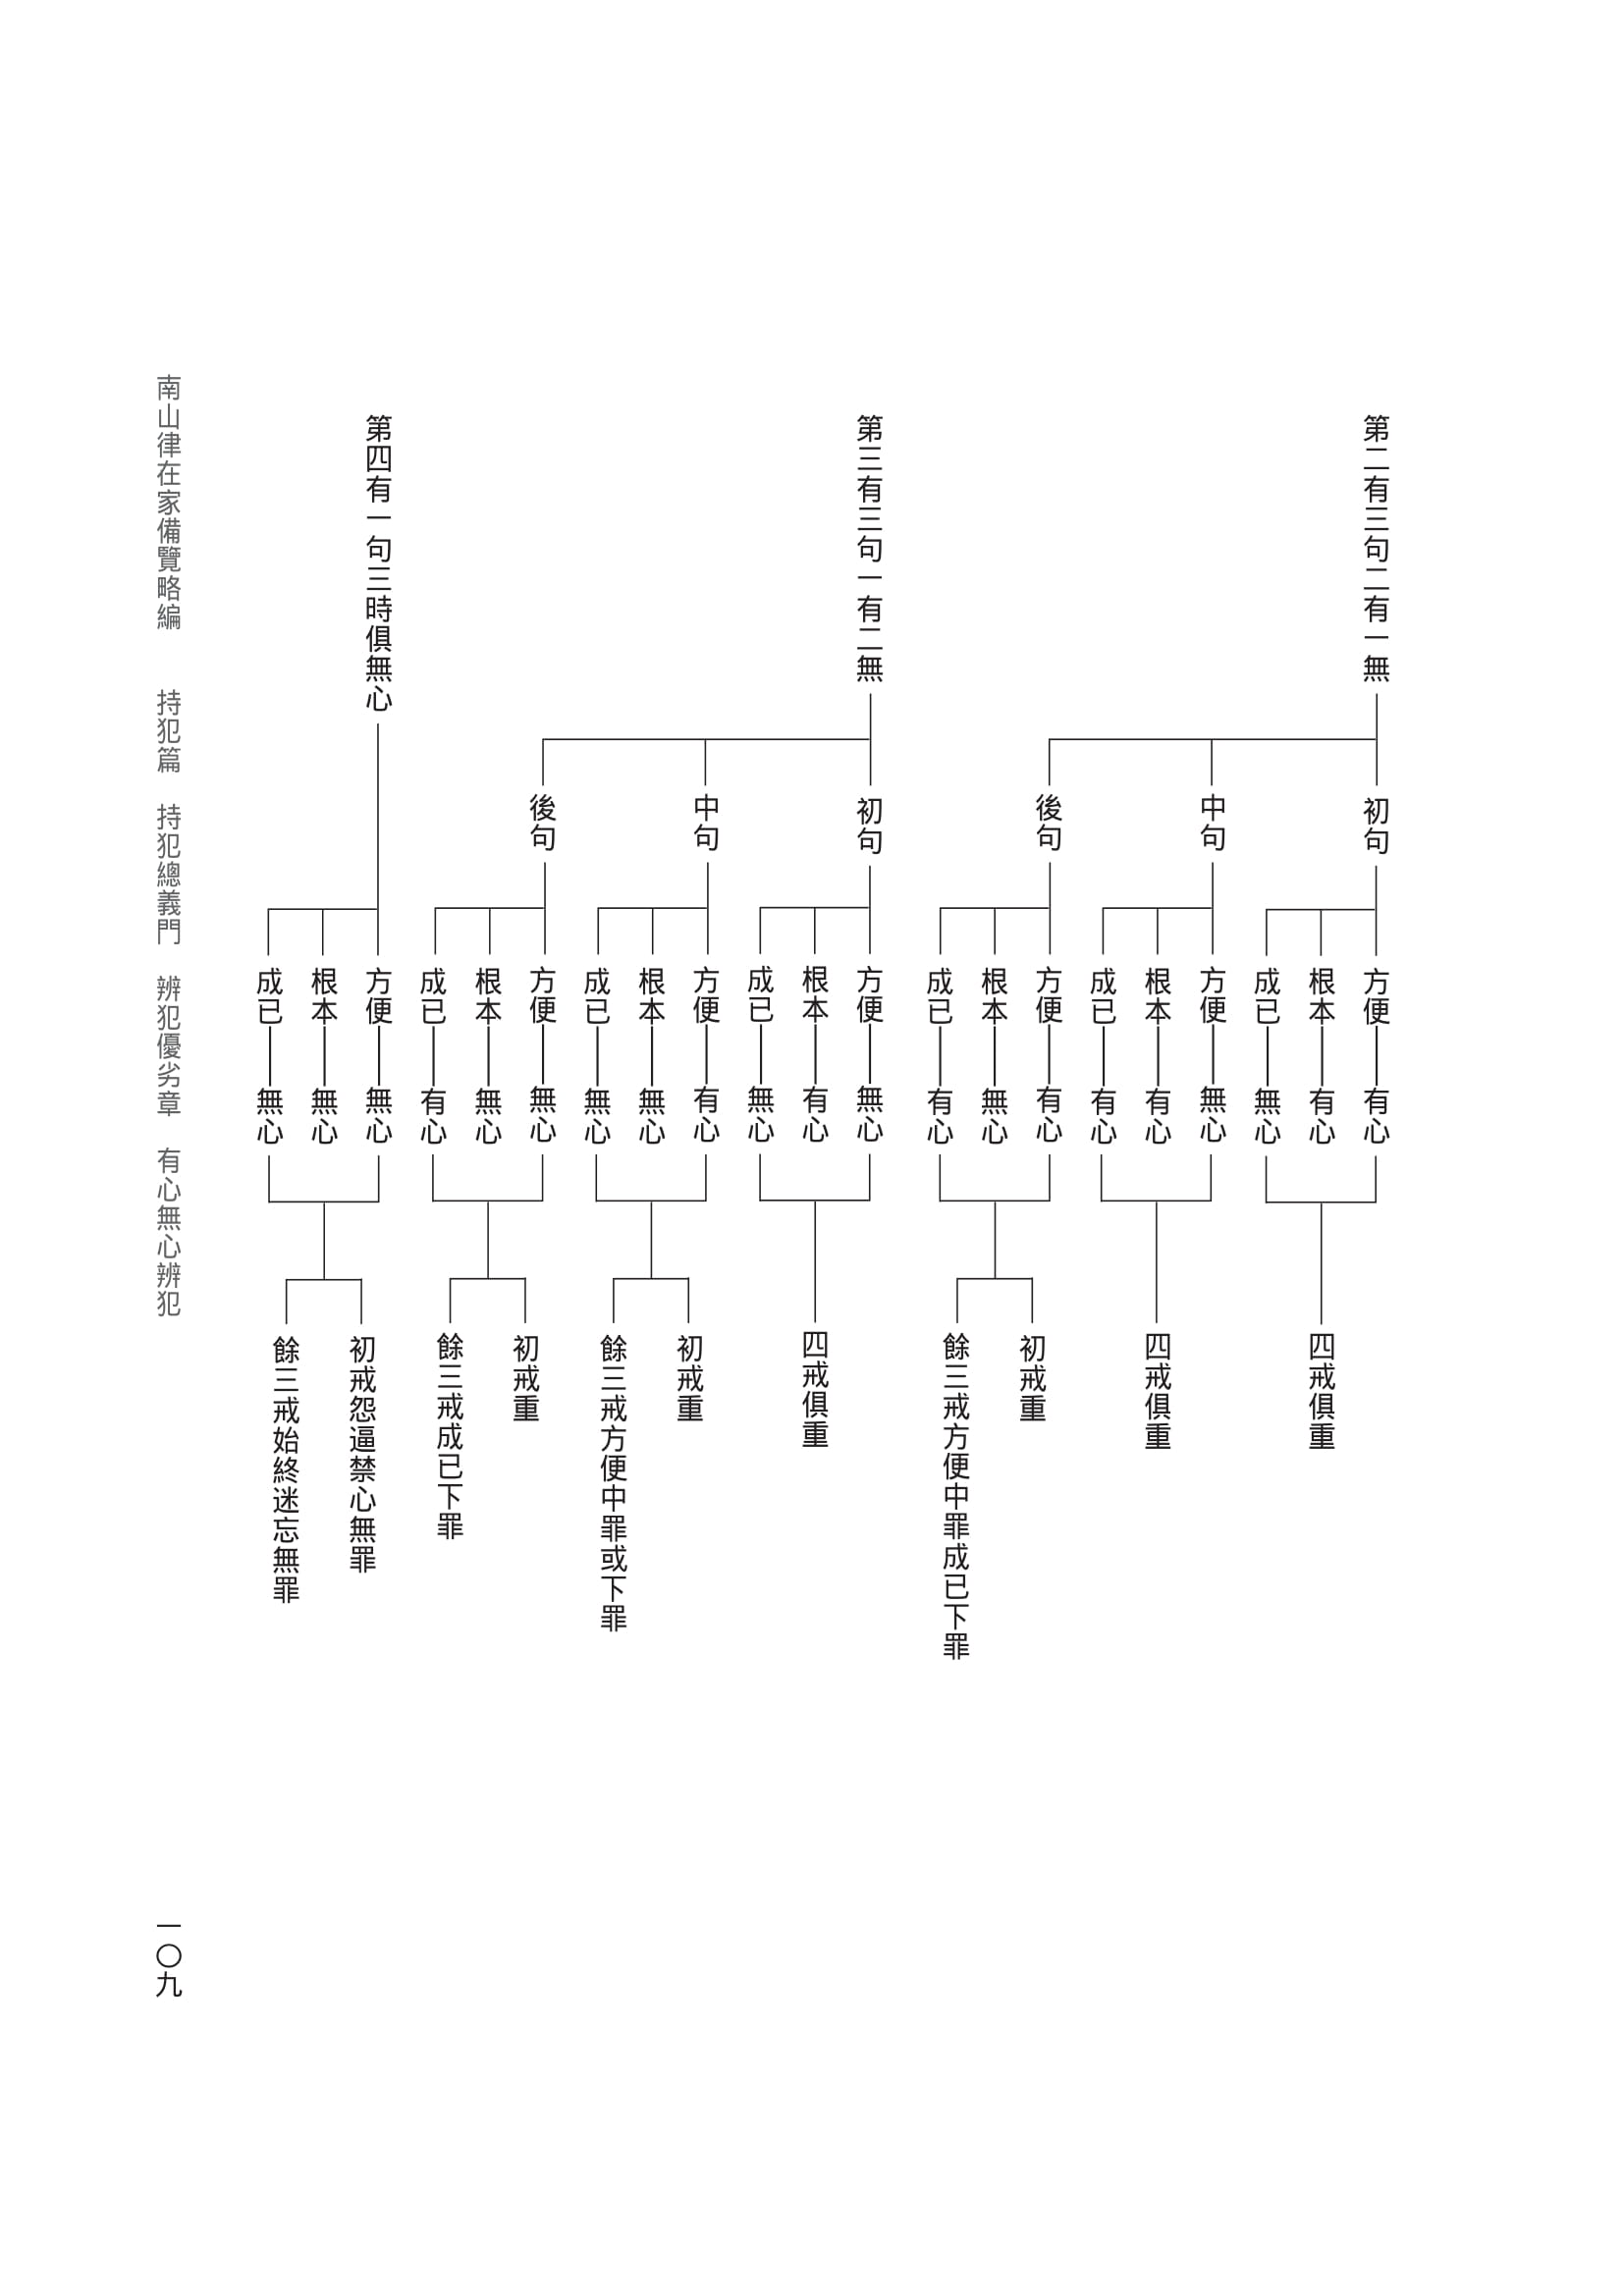 第二有三句二有一無
初句
方便——有心
根本——有心
成已——無心
四戒俱重
中句
方便——無心
根本——有心
成已——有心
四戒俱重
後句
方便——有心
根本——無心
成已——有心
初戒重
餘三戒方便中罪成已下罪
第三有三句一有二無
初句
方便——無心
根本——有心
成已——無心
四戒俱重
中句
方便——有心
根本——無心
成已——無心
初戒重
餘三戒方便中罪或下罪
後句
方便——無心
根本——無心
成已——有心
初戒重
餘三戒成已下罪
第四有一句三時俱無心
方便——無心
根本——無心
成已——無心
初戒怨逼禁心無罪
餘三戒始終迷忘無罪
南山律在家備覽略編　持犯篇　持犯總義門　辨犯優劣章　有心無心辨犯
一〇九